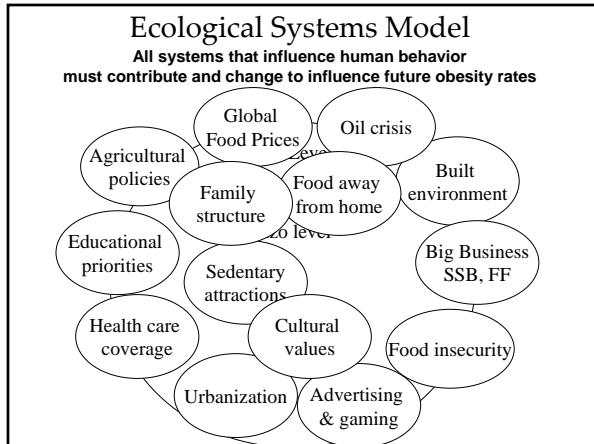 Ecological Systems Model
All systems that influence human behavior
must contribute and change to influence future obesity rates
Global
Food Prices
Oil crisis
Agricultural
policies
Level
Family
structure
Food away
from home
Built
environment
level
Educational
priorities
Sedentary
attractions
Big Business
SSB, FF
Health care
coverage
Cultural
values
Food insecurity
Urbanization
Advertising
& gaming